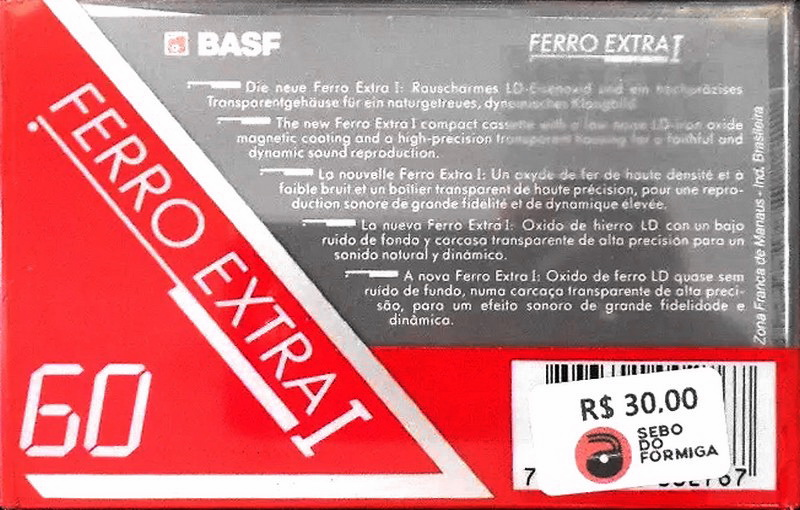 BASF
FERRO EXTRA I
Die neue Ferro Extra I: Rauscharmes LD-Eisenoxid und ein hochpräzises
Transparentgehäuse für ein naturgetreues, dynamisches Klangbild.
The new Ferro Extra I compact cassette with a low noise LD-iron oxide
magnetic coating and a high-precision transparent housing for a faithful and
dynamic sound reproduction.
La nouvelle Ferro Extra I: Un oxyde de fer de haute densité et à
faible bruit et un boîtier transparent de haute précision, pour une repro-
duction sonore de grande fidelité et de dynamique élevée.
La nueva Ferro Extra I: Oxido de hierro LD con un bajo
ruido de fondo y carcasa transparente de alta precisión para un
sonido natural y dinámico.
A nova Ferro Extra I: Oxido de ferro LD quase sem
ruído de fundo, numa carcaça transparente de alta preci-
são, para um efeito sonoro de grande fidelidade e
dinâmica.
Zona Franca de Manaus - Ind. Brasileira
FERRO EXTRA I
60
R$ 30,00
SEBO
DO
FORMIGA
7